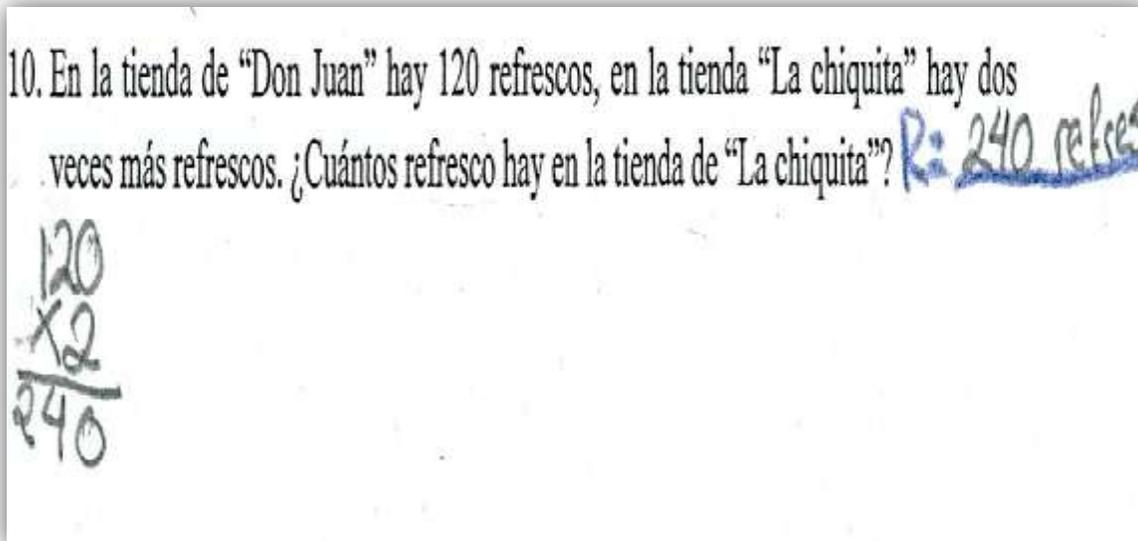 10. En la tienda de “Don Juan” hay 120 refrescos, en la tienda “La chiquita” hay dos
veces más refrescos. ¿Cuántos refresco hay en la tienda de “La chiquita”? R: 240 refres
120
x2
240